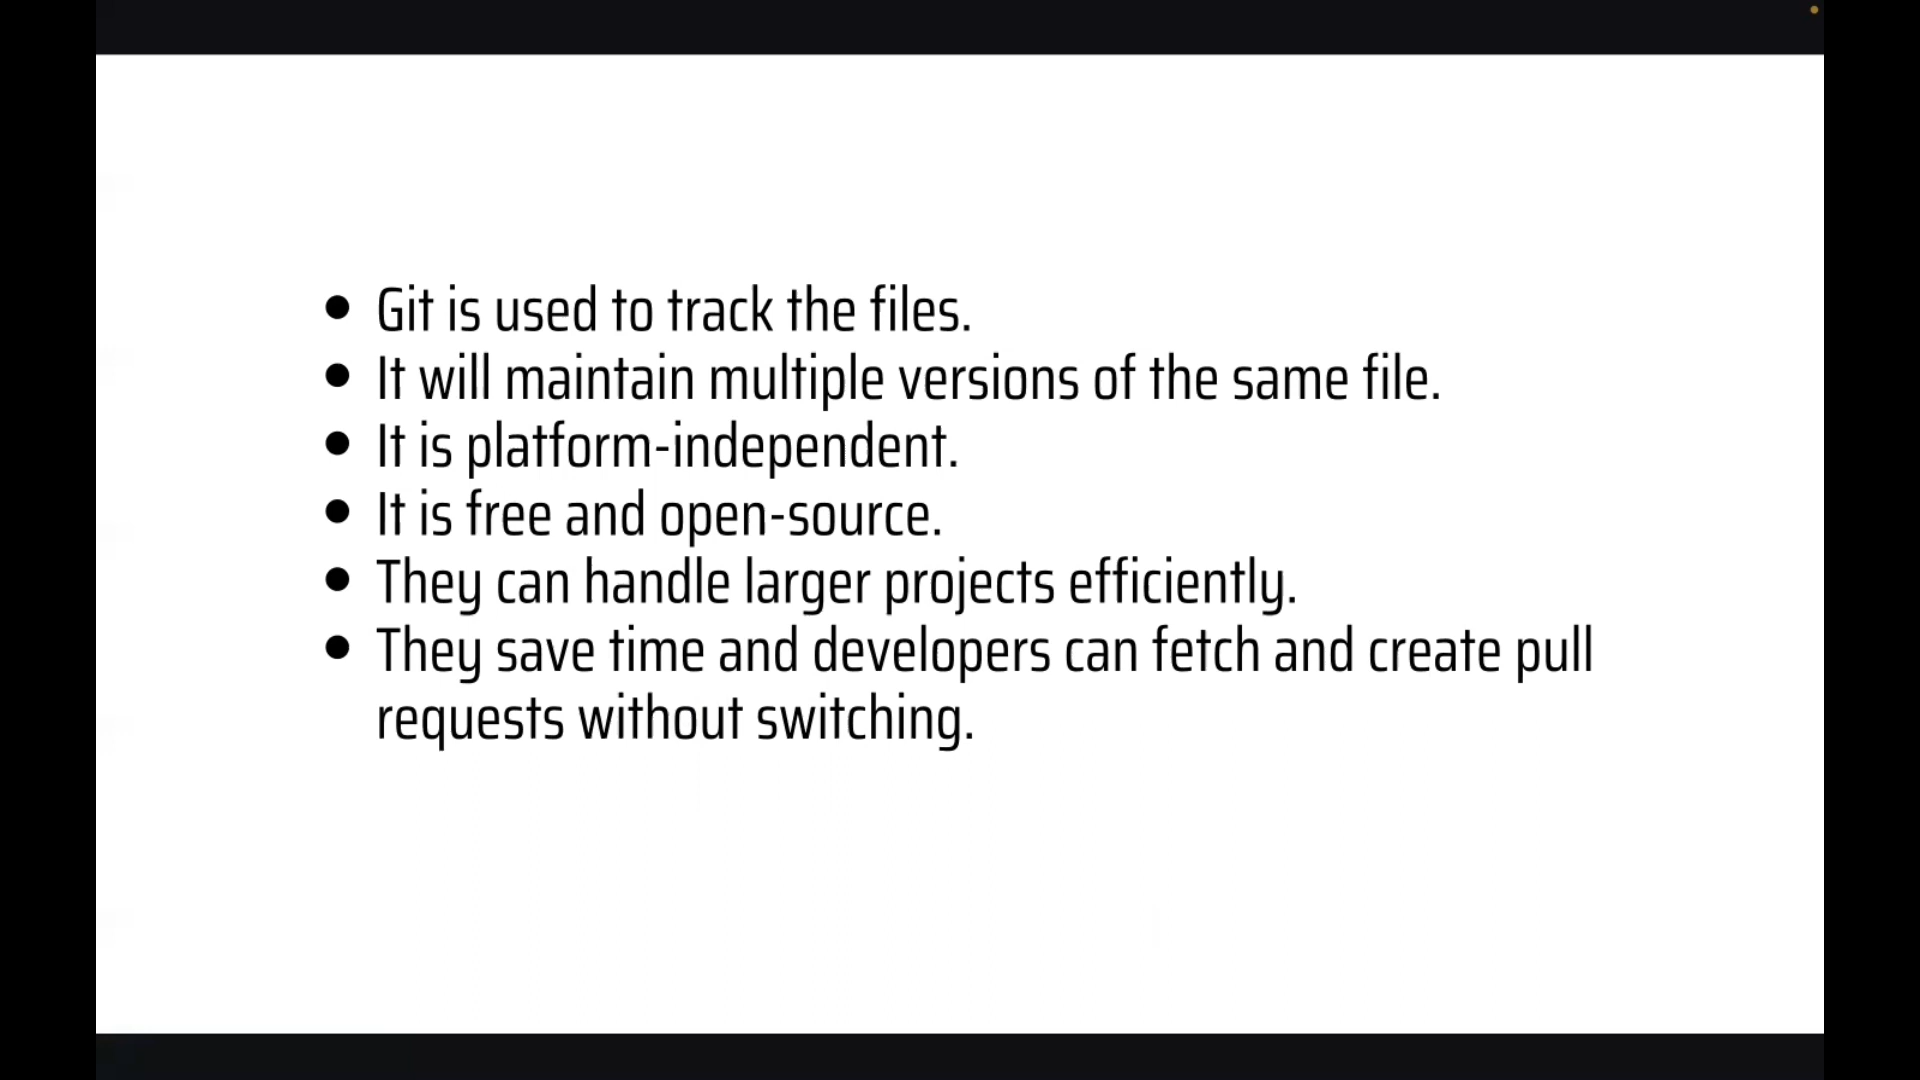 • Git is used to track the files.
• It will maintain multiple versions of the same file.
• It is platform-independent.
• It is free and open-source.
• They can handle larger projects efficiently.
• They save time and developers can fetch and create pull
requests without switching.